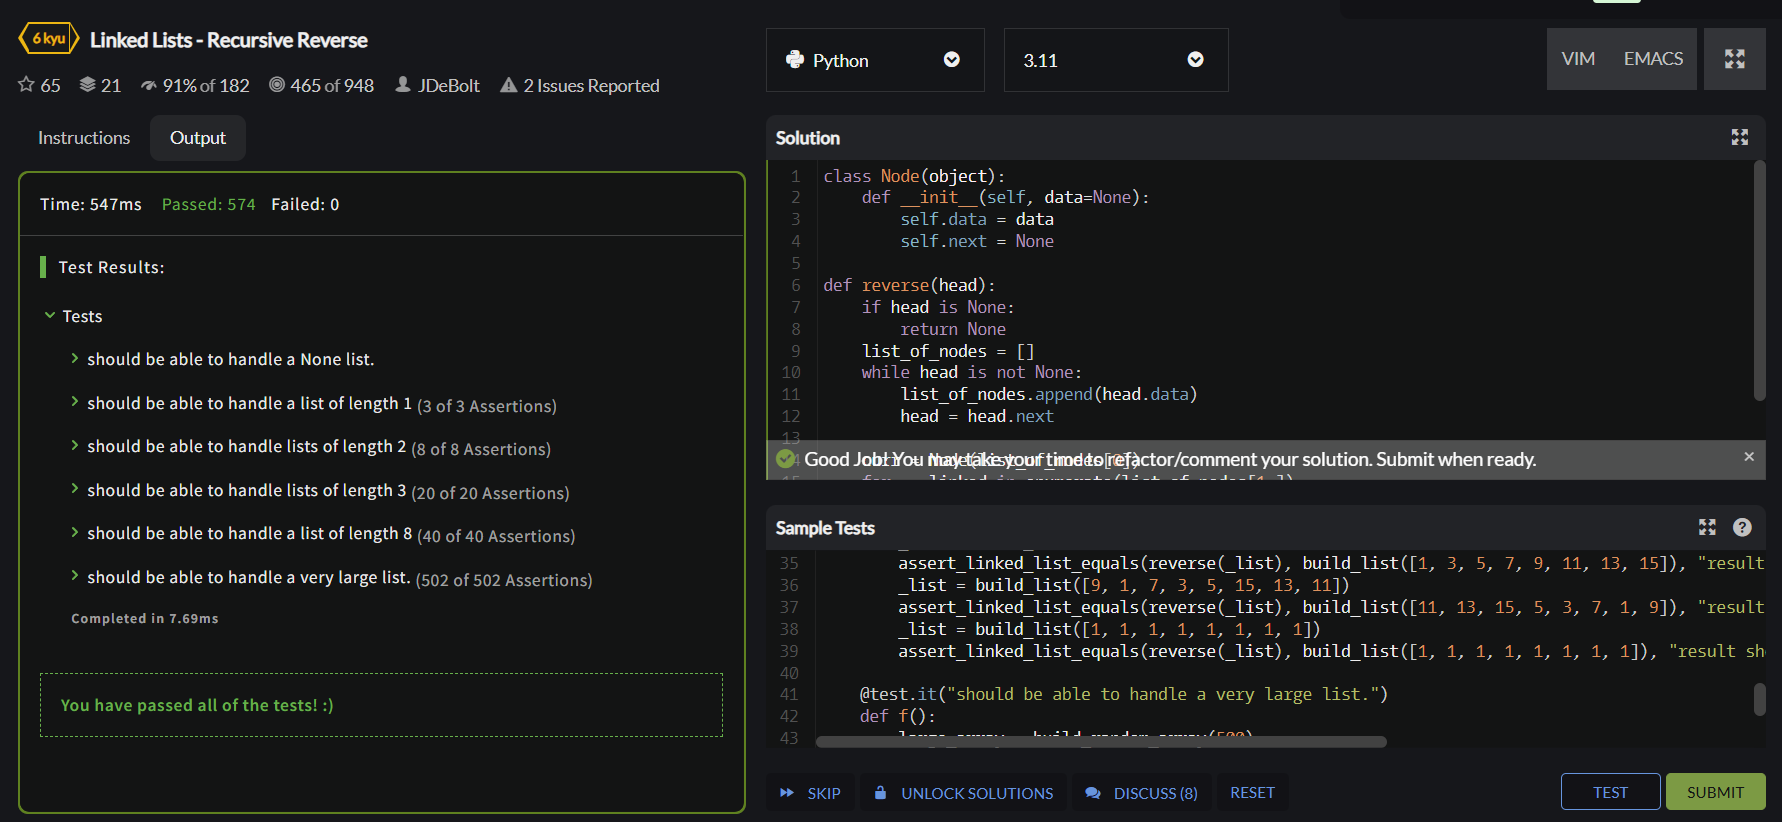 6 kyu Linked Lists - Recursive Reverse
65 21 91% of 182 465 of 948 JDeBolt 2 Issues Reported
Instructions Output
Time: 547ms Passed: 574 Failed: 0
Test Results:
Tests
should be able to handle a None list.
should be able to handle a list of length 1 (3 of 3 Assertions)
should be able to handle lists of length 2 (8 of 8 Assertions)
should be able to handle lists of length 3 (20 of 20 Assertions)
should be able to handle a list of length 8 (40 of 40 Assertions)
should be able to handle a very large list. (502 of 502 Assertions)
Completed in 7.69ms
You have passed all of the tests! :)
Python 3.11 VIM EMACS
Solution
1 class Node(object):
2     def __init__(self, data=None):
3         self.data = data
4         self.next = None
5
6 def reverse(head):
7     if head is None:
8         return None
9     list_of_nodes = []
10     while head is not None:
11         list_of_nodes.append(head.data)
12         head = head.next
13
Good Job! You may take your time to refactor/comment your solution. Submit when ready.
Sample Tests
35 assert_linked_list_equals(reverse(_list), build_list([1, 3, 5, 7, 9, 11, 13, 15]), "result
36 _list = build_list([9, 1, 7, 3, 5, 15, 13, 11])
37 assert_linked_list_equals(reverse(_list), build_list([11, 13, 15, 5, 3, 7, 1, 9]), "result
38 _list = build_list([1, 1, 1, 1, 1, 1, 1, 1])
39 assert_linked_list_equals(reverse(_list), build_list([1, 1, 1, 1, 1, 1, 1, 1]), "result sh
40
41 @test.it("should be able to handle a very large list.")
42 def f():
43
SKIP UNLOCK SOLUTIONS DISCUSS (8) RESET TEST SUBMIT